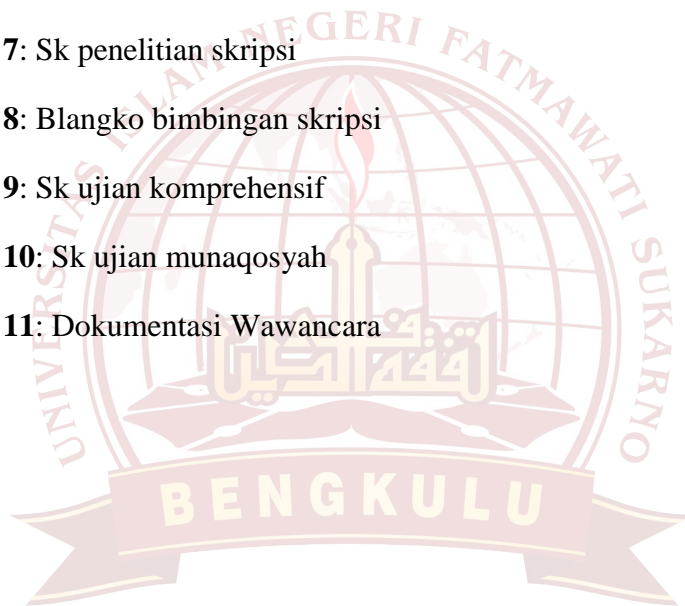 7: Sk penelitian skripsi
8: Blangko bimbingan skripsi
9: Sk ujian komprehensif
10: Sk ujian munaqosyah
11: Dokumentasi Wawancara
UNIVERSITAS ISLAM NEGERI FATMAWATI SUKARNO
BENGKULU